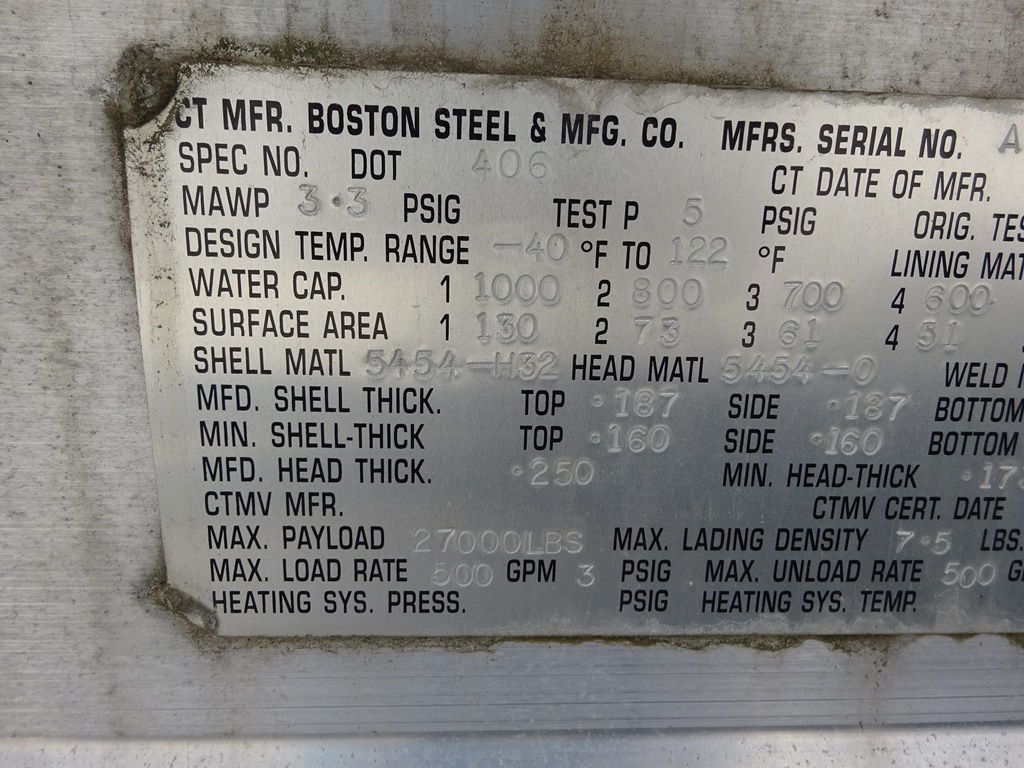 CT MFR. BOSTON STEEL & MFG. CO. MFRS. SERIAL NO. A
SPEC NO. DOT 406 CT DATE OF MFR.
MAWP 3.3 PSIG TEST P 5 PSIG ORIG. TES
DESIGN TEMP. RANGE -40 °F TO 122 °F LINING MAT
WATER CAP. 1 1000 2 800 3 700 4 600
SURFACE AREA 1 130 2 73 3 61 4 51
SHELL MATL 5454-H32 HEAD MATL 5454-0 WELD
MFD. SHELL THICK. TOP .187 SIDE .187 BOTTOM
MIN. SHELL-THICK TOP .160 SIDE .160 BOTTOM
MFD. HEAD THICK. .250 MIN. HEAD-THICK .17
CTMV MFR. CTMV CERT. DATE
MAX. PAYLOAD 27000LBS MAX. LADING DENSITY 7.5 LBS.
MAX. LOAD RATE 500 GPM 3 PSIG MAX. UNLOAD RATE 500 G
HEATING SYS. PRESS. PSIG HEATING SYS. TEMP.